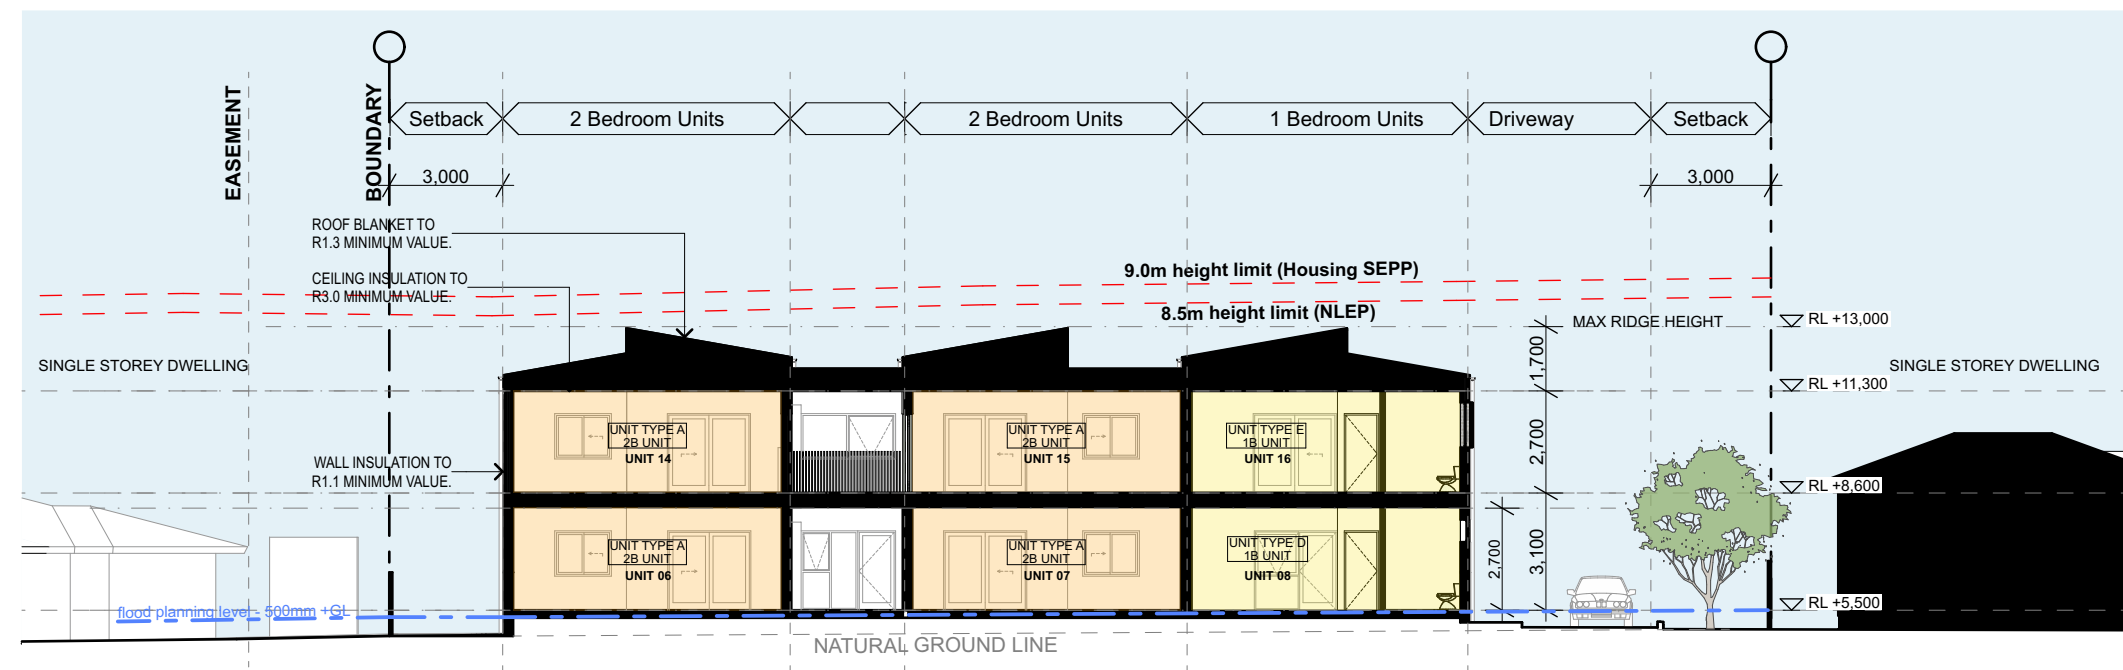 EASEMENT
BOUNDARY
Setback
2 Bedroom Units
2 Bedroom Units
1 Bedroom Units
Driveway
Setback
3,000
3,000
ROOF BLANKET TO
R1.3 MINIMUM VALUE.
CEILING INSULATION TO
R3.0 MINIMUM VALUE.
9.0m height limit (Housing SEPP)
8.5m height limit (NLEP)
MAX RIDGE HEIGHT
RL +13,000
1,700
SINGLE STOREY DWELLING
SINGLE STOREY DWELLING
RL +11,300
UNIT TYPE A
2B UNIT
UNIT 14
UNIT TYPE A
2B UNIT
UNIT 15
UNIT TYPE E
1B UNIT
UNIT 16
2,700
WALL INSULATION TO
R1.1 MINIMUM VALUE.
RL +8,600
UNIT TYPE A
2B UNIT
UNIT 06
UNIT TYPE A
2B UNIT
UNIT 07
UNIT TYPE D
1B UNIT
UNIT 08
2,700
3,100
flood planning level - 500mm +GL
RL +5,500
NATURAL GROUND LINE